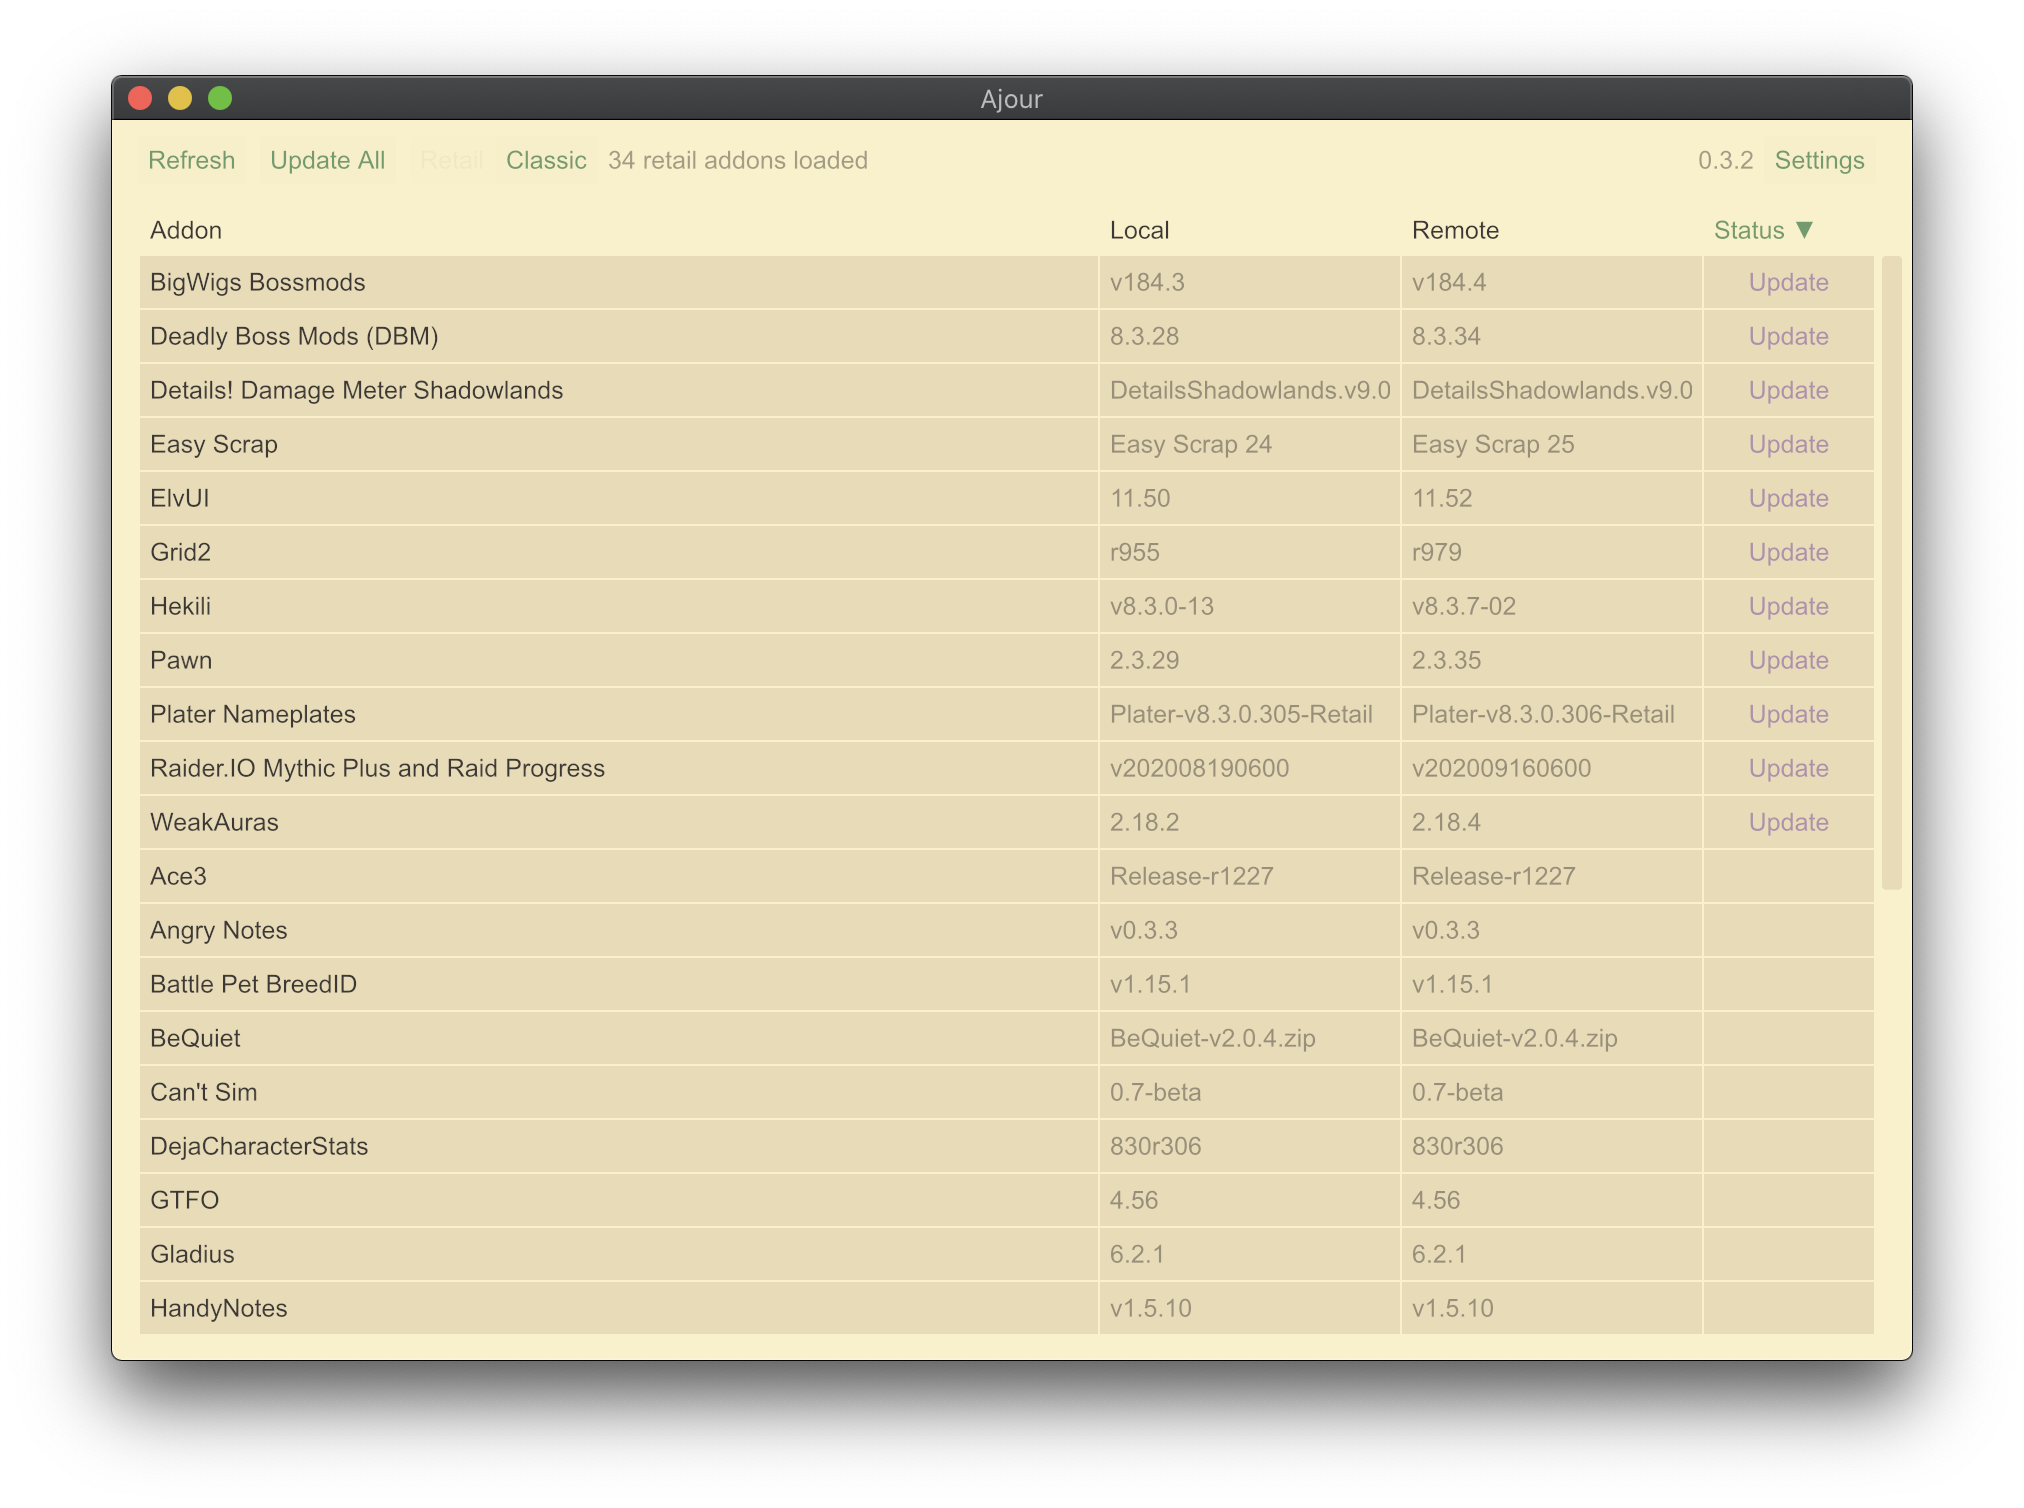 Ajour
Refresh Update All Retail Classic 34 retail addons loaded 0.3.2 Settings
Addon Local Remote Status ▼
BigWigs Bossmods v184.3 v184.4 Update
Deadly Boss Mods (DBM) 8.3.28 8.3.34 Update
Details! Damage Meter Shadowlands DetailsShadowlands.v9.0 DetailsShadowlands.v9.0 Update
Easy Scrap Easy Scrap 24 Easy Scrap 25 Update
ElvUI 11.50 11.52 Update
Grid2 r955 r979 Update
Hekili v8.3.0-13 v8.3.7-02 Update
Pawn 2.3.29 2.3.35 Update
Plater Nameplates Plater-v8.3.0.305-Retail Plater-v8.3.0.306-Retail Update
Raider.IO Mythic Plus and Raid Progress v202008190600 v202009160600 Update
WeakAuras 2.18.2 2.18.4 Update
Ace3 Release-r1227 Release-r1227
Angry Notes v0.3.3 v0.3.3
Battle Pet BreedID v1.15.1 v1.15.1
BeQuiet BeQuiet-v2.0.4.zip BeQuiet-v2.0.4.zip
Can't Sim 0.7-beta 0.7-beta
DejaCharacterStats 830r306 830r306
GTFO 4.56 4.56
Gladius 6.2.1 6.2.1
HandyNotes v1.5.10 v1.5.10